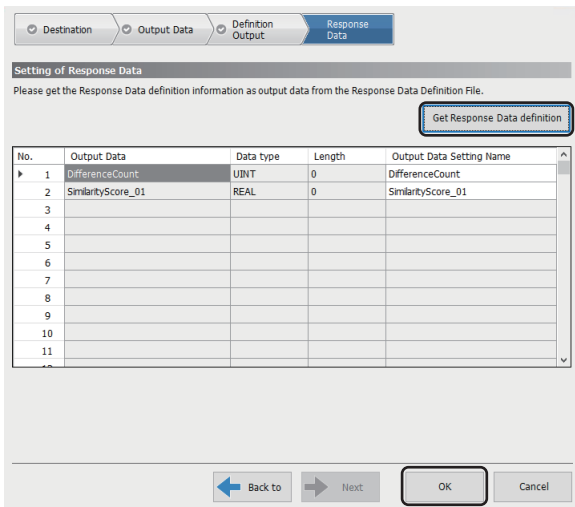 Destination
Output Data
Definition
Output
Response
Data
Setting of Response Data
Please get the Response Data definition information as output data from the Response Data Definition File.
Get Response Data definition
No. Output Data Data type Length Output Data Setting Name
1 DifferenceCount UINT 0 DifferenceCount
2 SimilarityScore_01 REAL 0 SimilarityScore_01
3
4
5
6
7
8
9
10
11
Back to
Next
OK
Cancel